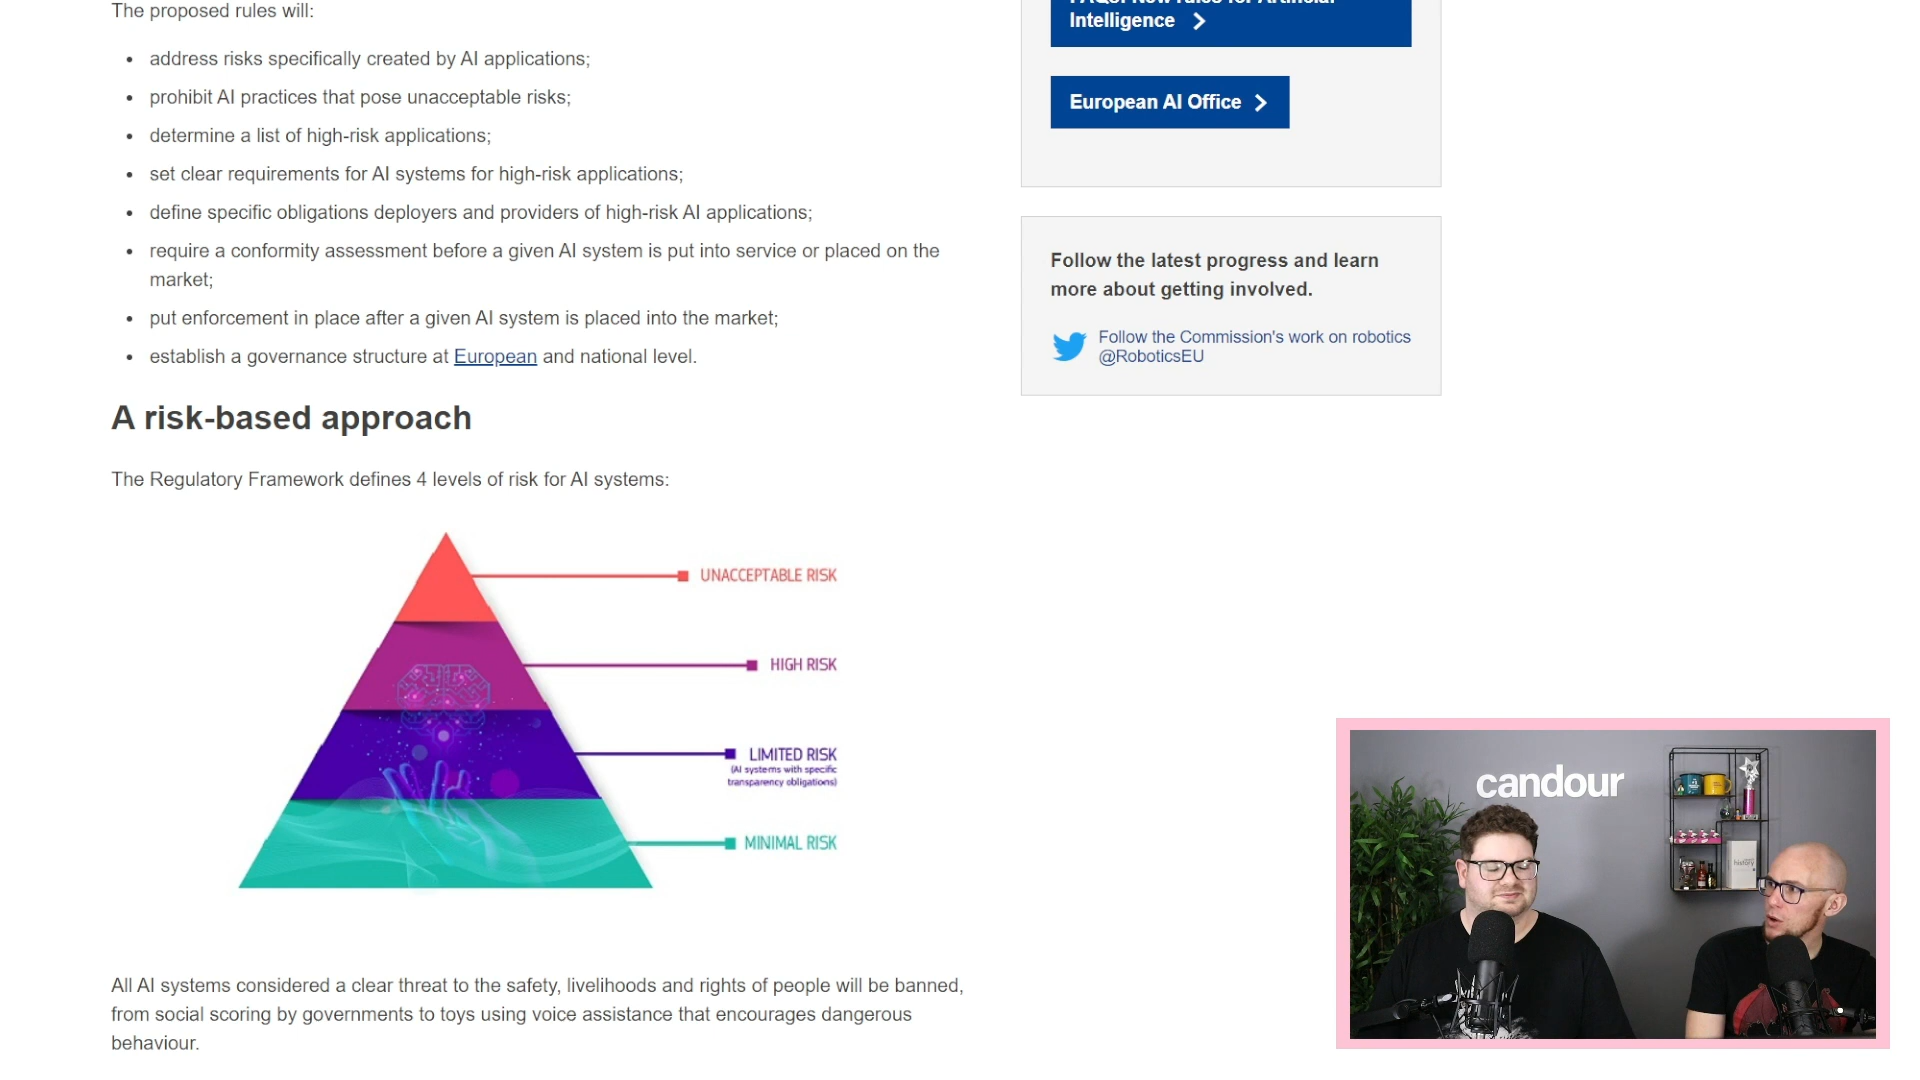 The proposed rules will:
• address risks specifically created by AI applications;
• prohibit AI practices that pose unacceptable risks;
• determine a list of high-risk applications;
• set clear requirements for AI systems for high-risk applications;
• define specific obligations deployers and providers of high-risk AI applications;
• require a conformity assessment before a given AI system is put into service or placed on the
market;
• put enforcement in place after a given AI system is placed into the market;
• establish a governance structure at European and national level.
A risk-based approach
The Regulatory Framework defines 4 levels of risk for AI systems:
UNACCEPTABLE RISK
HIGH RISK
LIMITED RISK
(AI systems with specific
transparency obligations)
MINIMAL RISK
All AI systems considered a clear threat to the safety, livelihoods and rights of people will be banned,
from social scoring by governments to toys using voice assistance that encourages dangerous
behaviour.
FAQs: New rules for Artificial
Intelligence
European AI Office
Follow the latest progress and learn
more about getting involved.
Follow the Commission's work on robotics
@RoboticsEU
candour
history